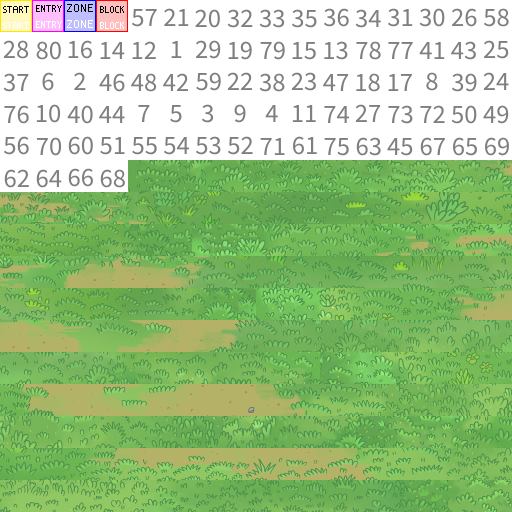 START ENTRY ZONE BLOCK 57 21 20 32 33 35 36 34 31 30 26 58
START ENTRY ZONE BLOCK
28 80 16 14 12 1 29 19 79 15 13 78 77 41 43 25
37 6 2 46 48 42 59 22 38 23 47 18 17 8 39 24
76 10 40 44 7 5 3 9 4 11 74 27 73 72 50 49
56 70 60 51 55 54 53 52 71 61 75 63 45 67 65 69
62 64 66 68